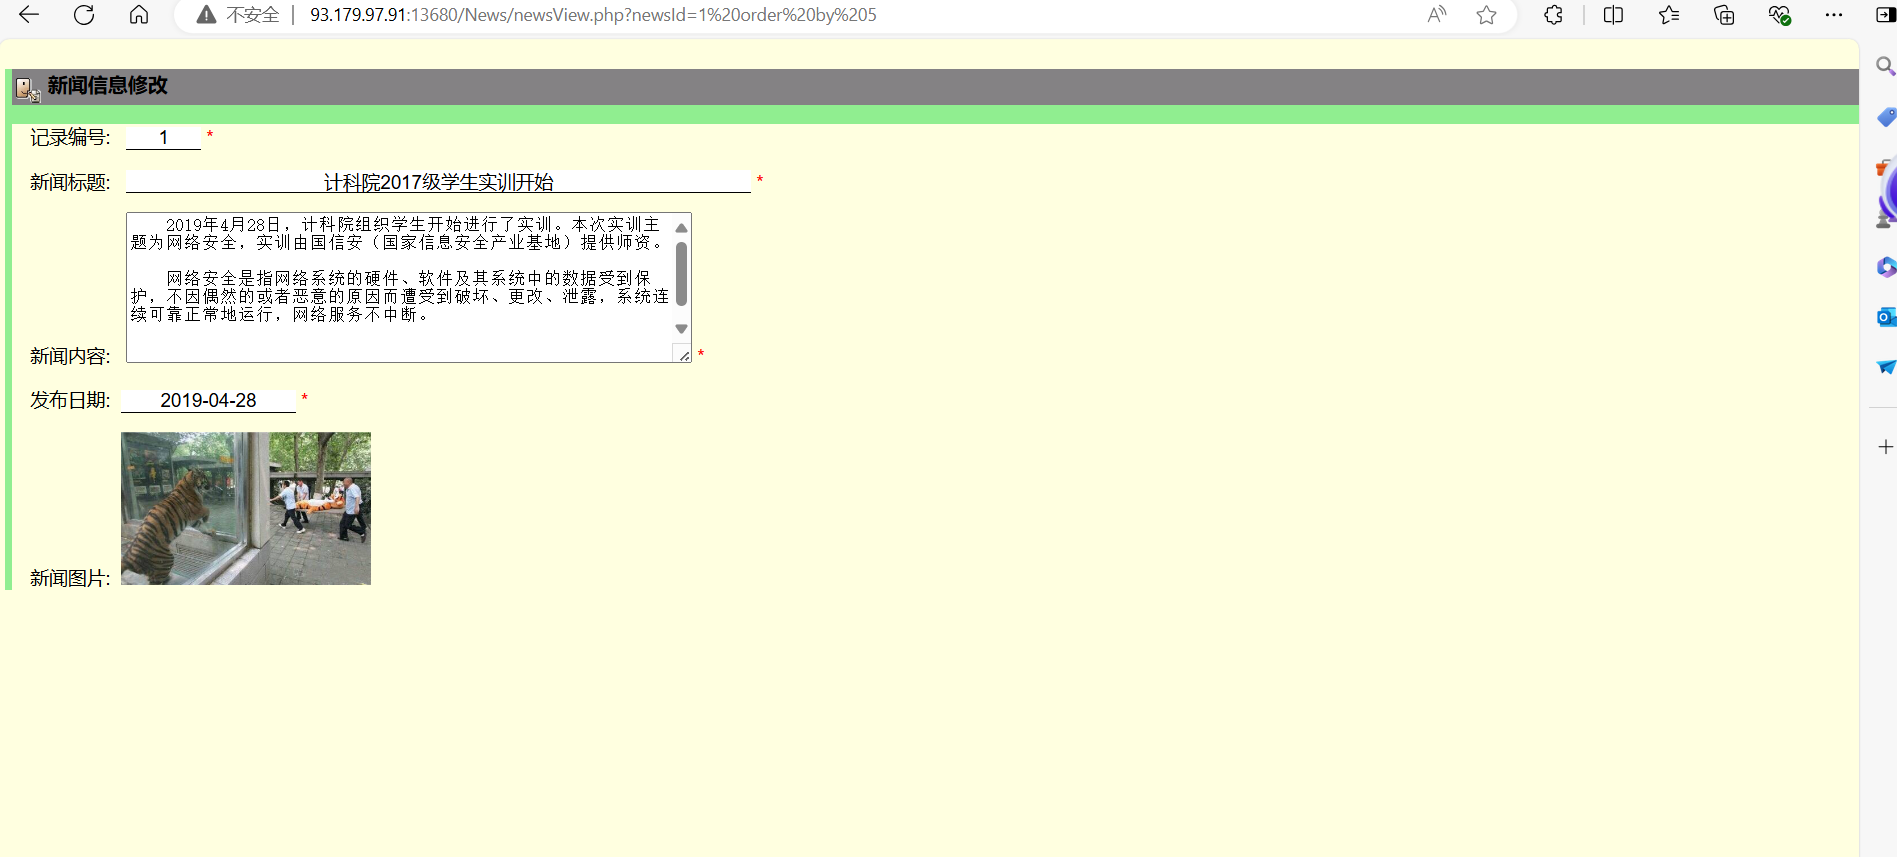 不安全 93.179.97.91:13680/News/newsView.php?newsId=1%20order%20by%205
新闻信息修改
记录编号: 1 *
新闻标题: 计科院2017级学生实训开始 *
2019年4月28日，计科院组织学生开始进行了实训。本次实训主
题为网络安全，实训由国信安（国家信息安全产业基地）提供师资。
网络安全是指网络系统的硬件、软件及其系统中的数据受到保
护，不因偶然的或者恶意的原因而遭受到破坏、更改、泄露，系统连
续可靠正常地运行，网络服务不中断。
新闻内容: *
发布日期: 2019-04-28 *
新闻图片: